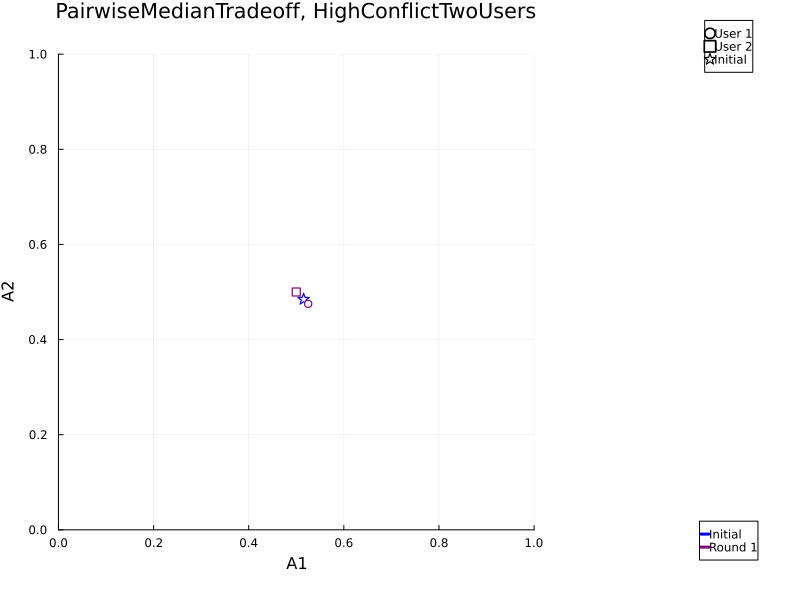 PairwiseMedianTradeoff, HighConflictTwoUsers
User 1
User 2
Initial
1.0
0.8
0.6
0.4
0.2
0.0
A2
0.0 0.2 0.4 0.6 0.8 1.0
A1
Initial
Round 1